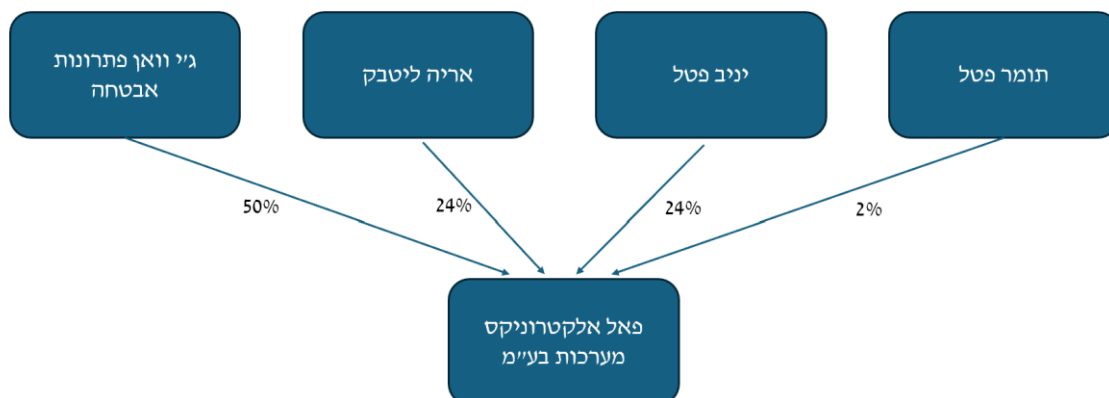 ג'י וואן פתרונות
אבטחה
אריה ליטבק
יניב פטל
תומר פטל
50%
24%
24%
2%
פאל אלקטרוניקס
מערכות בע"מ